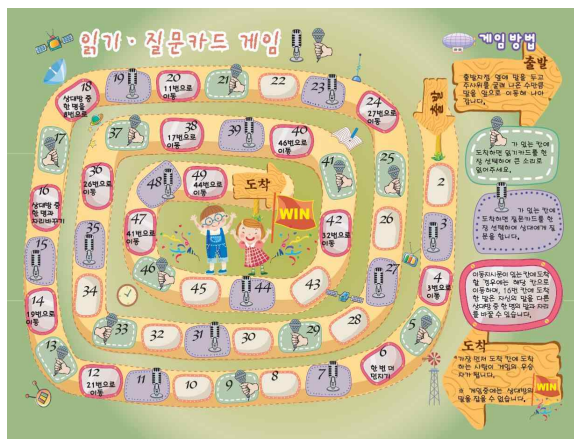 읽기·질문카드 게임
게임방법
출발
출발지점 옆에 말을 두고
주사위를 굴려 나온 수만큼
말을 앞으로 이동해 나아
갑니다.
가 있는 칸에
도착하면 읽기카드를 한
장 선택하여 큰 소리로
읽어주세요.
가 있는 칸에
도착하면 질문카드를 한
장 선택하여 상대에게 질
문을 합니다.
이동지시문이 있는 칸에 도착
할 경우에는 해당 칸으로
이동하며, 16번 칸에 도착
한 말은 자신의 말을 다른
상대팀 중 한 명의 말과 자리
를 바꿀 수 있습니다.
도착
*가장 먼저 도착 칸에 도착
하는 사람이 게임의 우승
자가 됩니다.
※ 게임중에는 상대방의
말을 잡을 수 없습니다.
WIN
출발
2
3
4
3번으로
이동
5
6
한 번 더
던지기
7
8
9
10
11
12
21번으로
이동
13
14
19번으로
이동
15
16
상대팀 중
한 명과
자리바꾸기
17
18
상대팀 중
한 명을
8번으로
19
20
11번으로
이동
21
22
23
24
27번으로
이동
25
26
27
28
29
30
31
32
33
34
35
36
26번으로
이동
37
38
17번으로
이동
39
40
46번으로
이동
41
42
32번으로
이동
43
44
45
46
47
41번으로
이동
48
49
44번으로
이동
도착
WIN